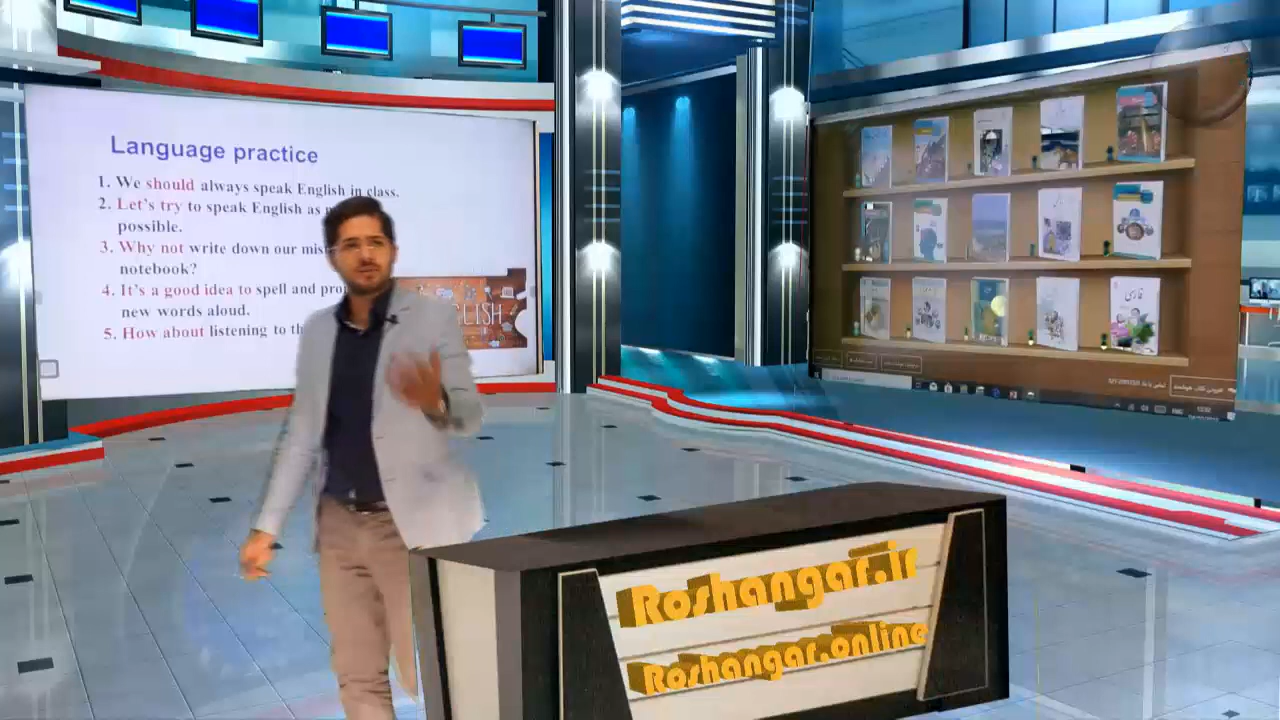 Language practice
1. We should always speak English in class.
2. Let's try to speak English as
possible.
3. Why not write down our mis
notebook?
4. It's a good idea to spell and pro
new words aloud.
5. How about listening to th
LISH
فارسی
Roshangar.ir
Roshangar.online